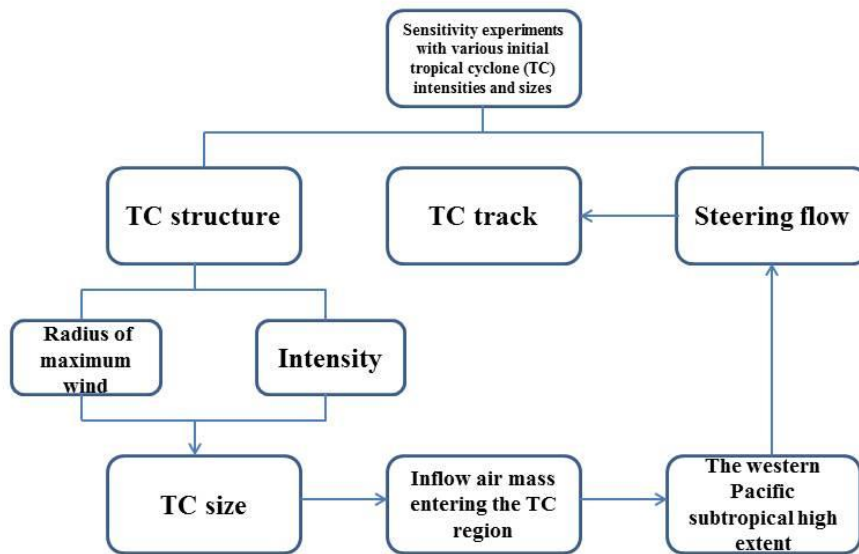 Sensitivity experiments
with various initial
tropical cyclone (TC)
intensities and sizes
TC structure
TC track
Steering flow
Radius of
maximum
wind
Intensity
TC size
Inflow air mass
entering the TC
region
The western
Pacific
subtropical high
extent